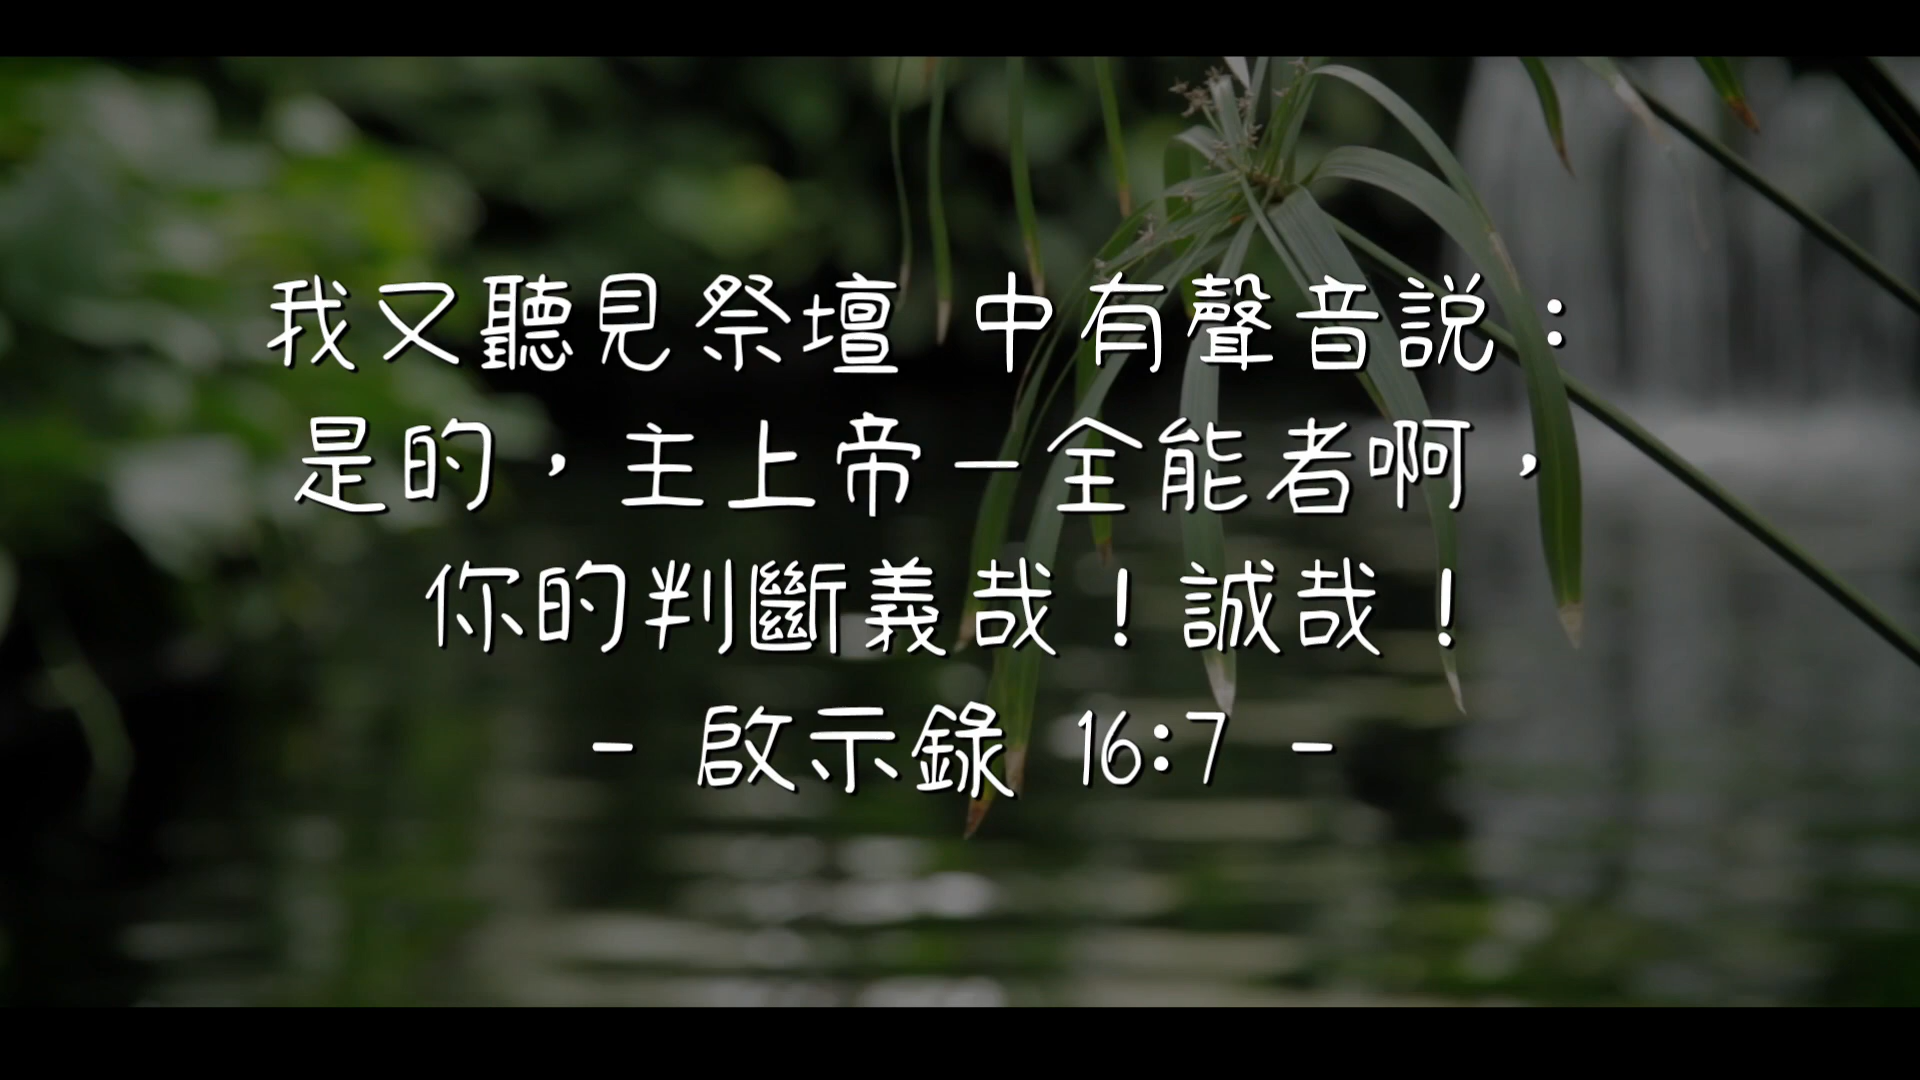 我又聽見祭壇 中有聲音說：
是的，主上帝－全能者啊，
你的判斷義哉！誠哉！
- 啟示錄 16:7 -